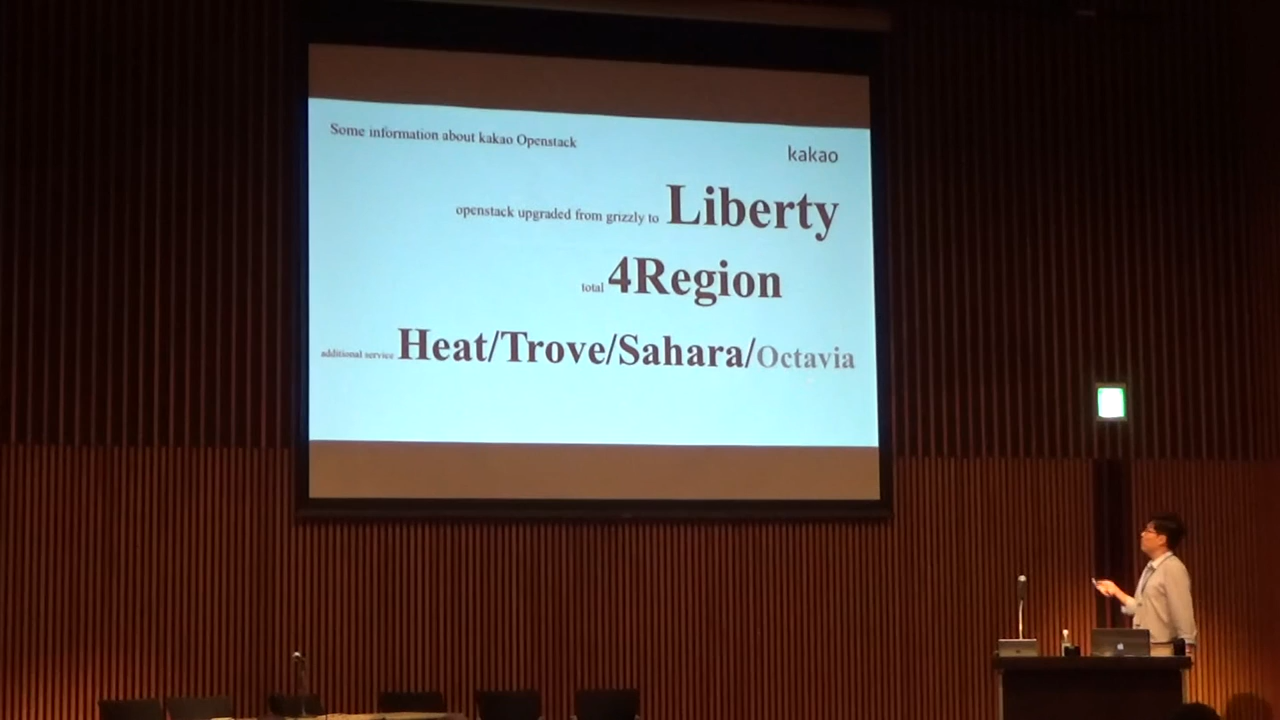 Some information about kakao Openstack
kakao
openstack upgraded from grizzly to Liberty
total 4Region
additional service Heat/Trove/Sahara/Octavia